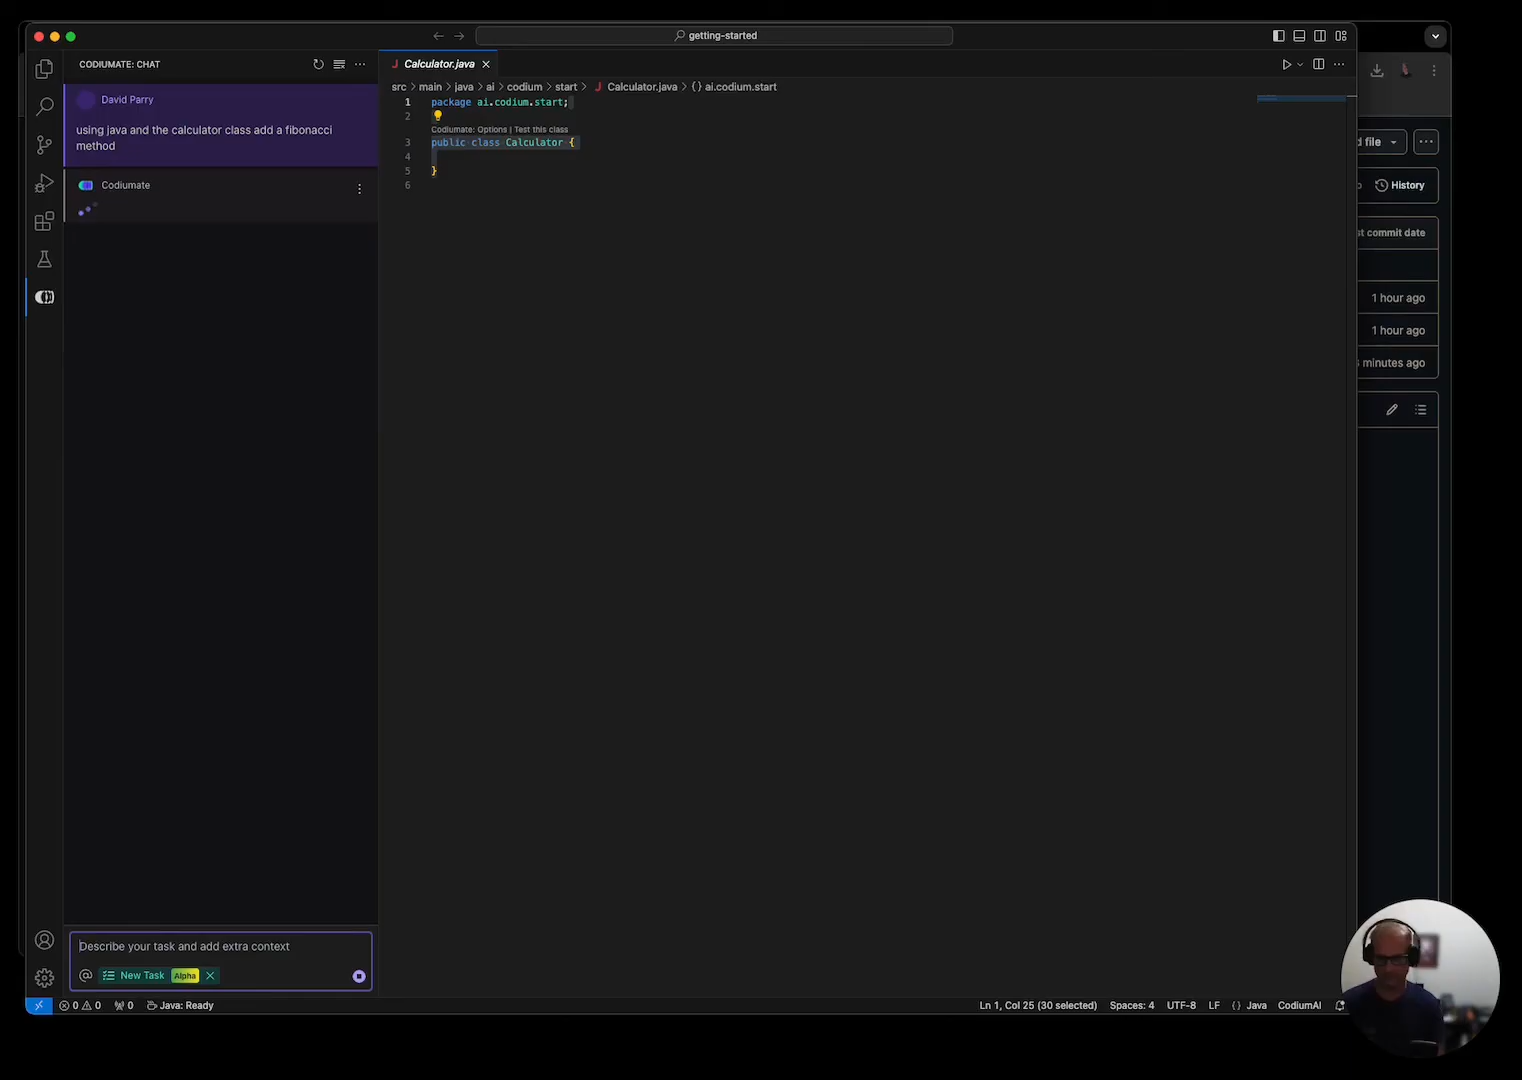 getting-started
CODIUMATE: CHAT
Calculator.java
src > main > java > ai > codium > start > J Calculator.java > {} ai.codium.start
David Parry
using java and the calculator class add a fibonacci
method
Codiumate
1 package ai.codium.start;
2
Codiumate: Options | Test this class
3 public class Calculator {
4
5 }
6
file
History
commit date
1 hour ago
1 hour ago
minutes ago
Describe your task and add extra context
New Task Alpha
0 0 0 Java: Ready
Ln 1, Col 25 (30 selected) Spaces: 4 UTF-8 LF {} Java CodiumAI